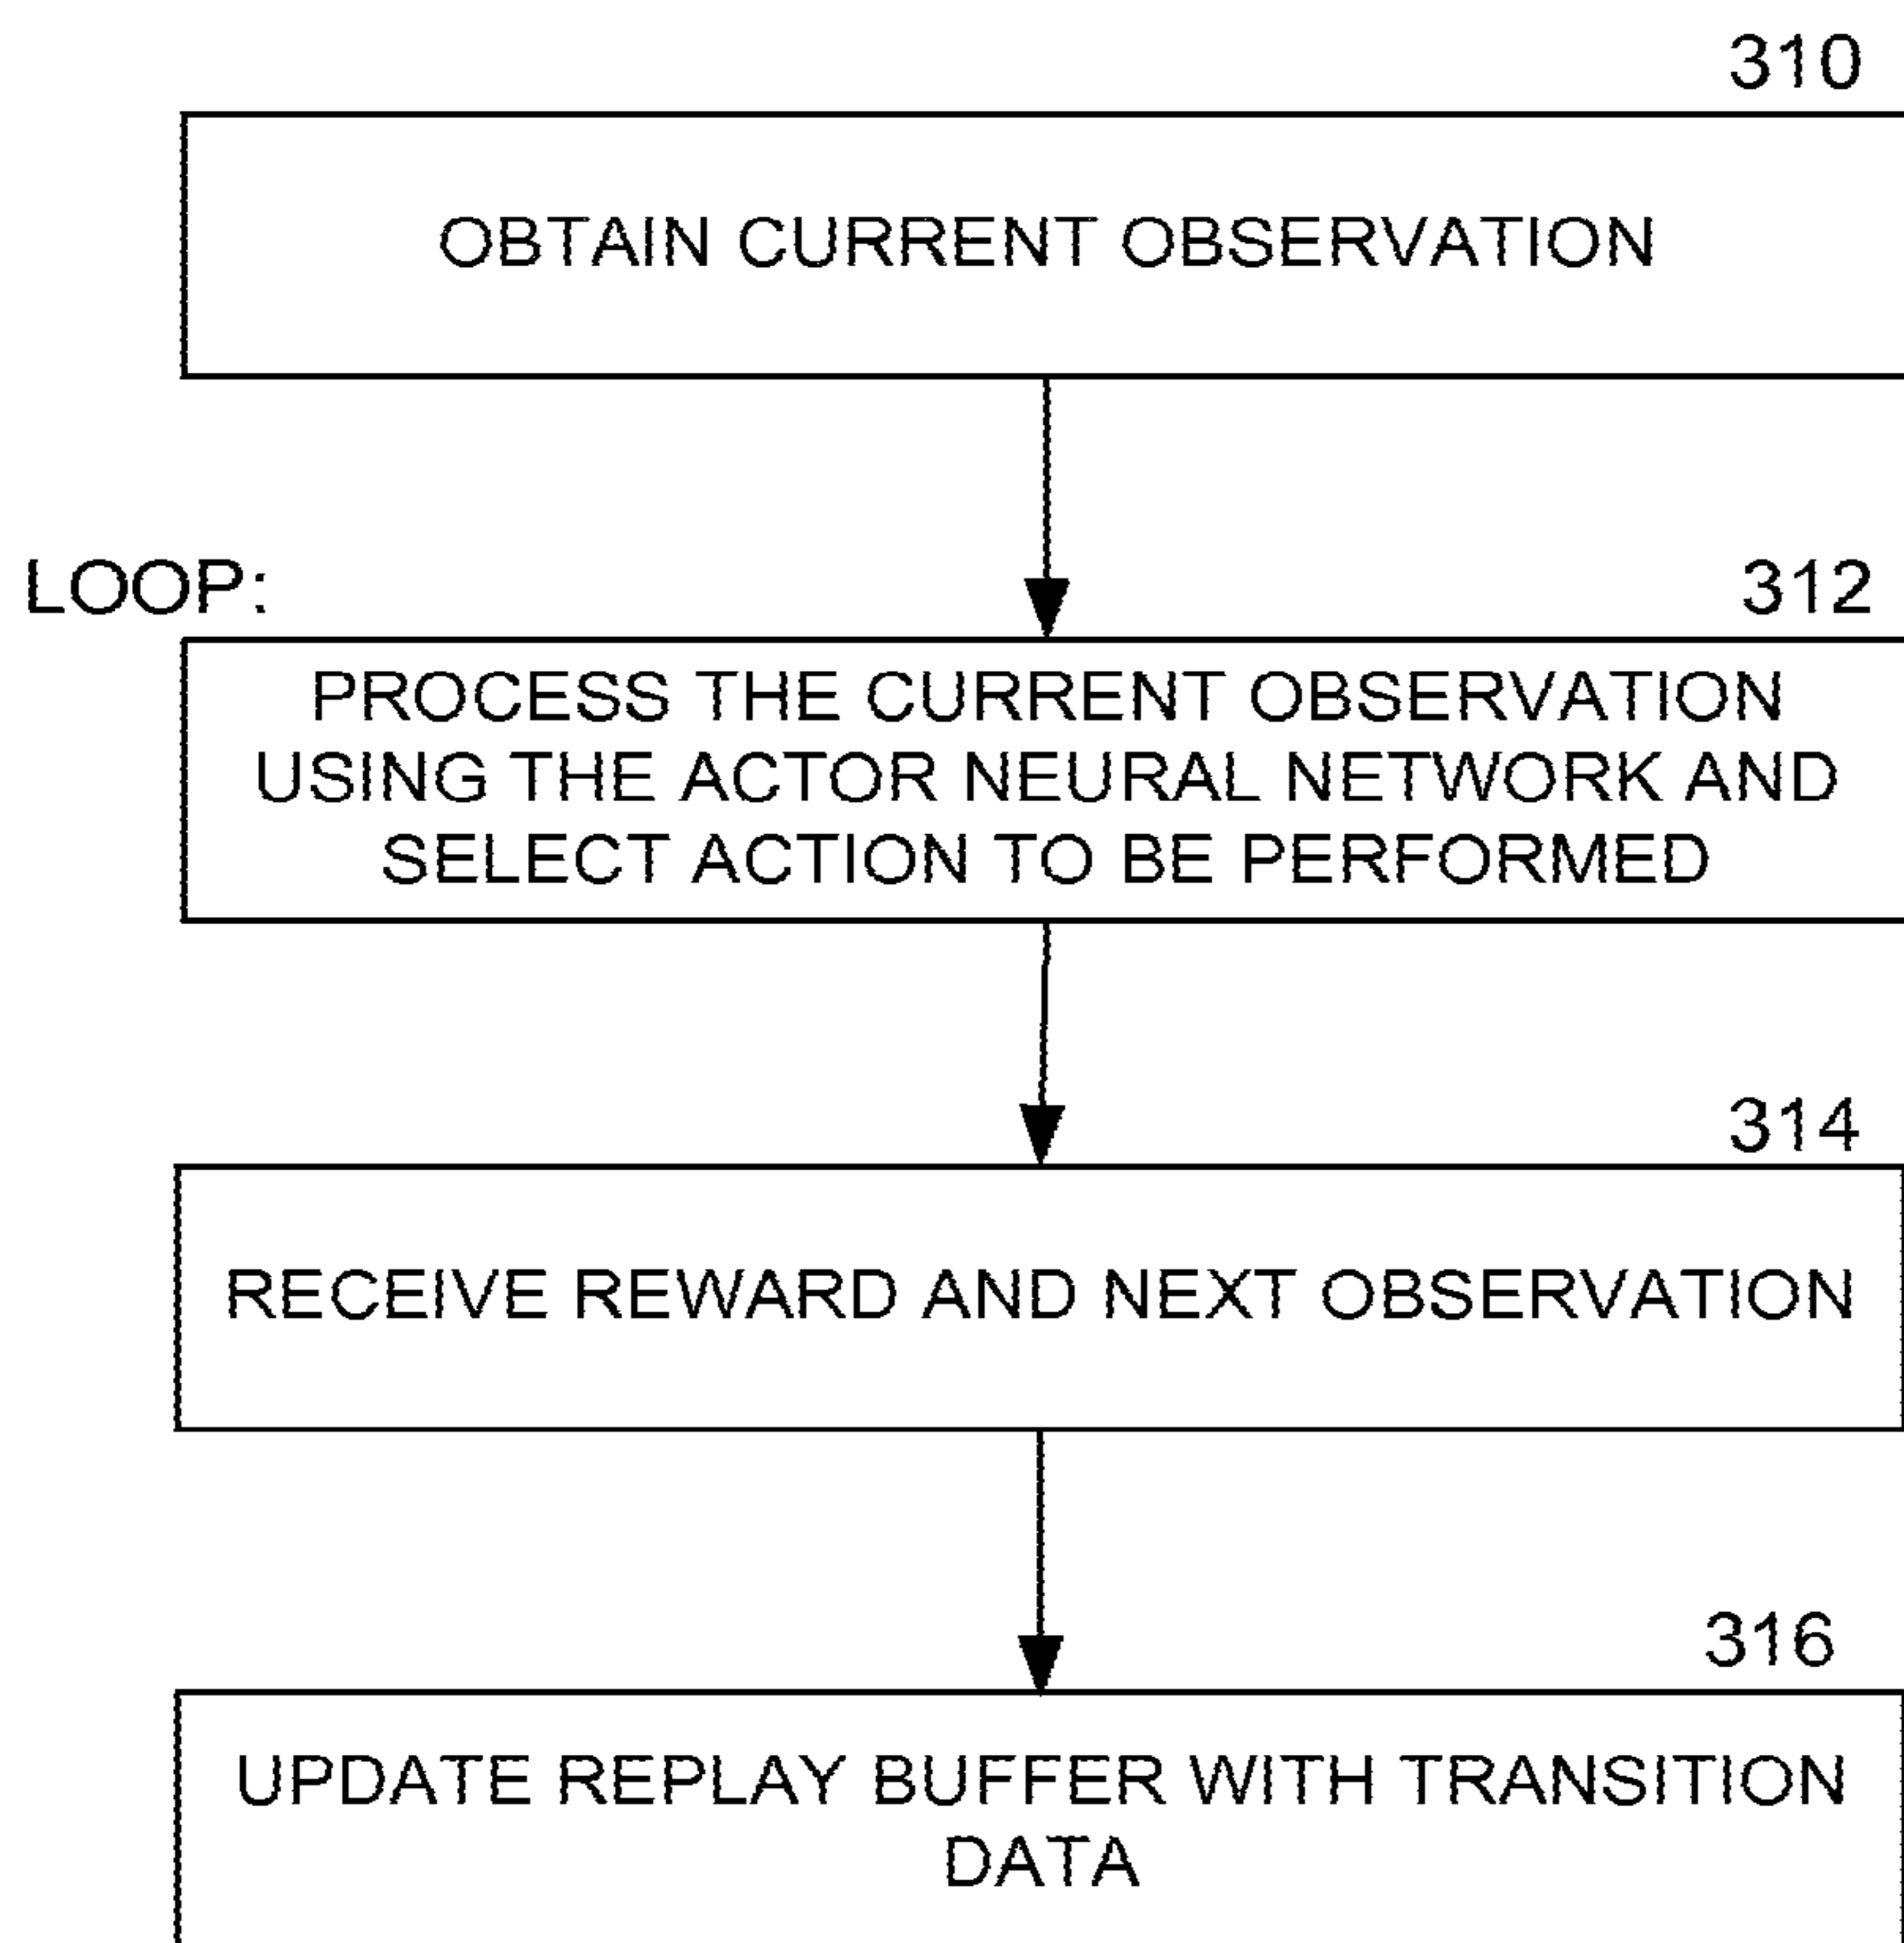 310
OBTAIN CURRENT OBSERVATION
LOOP:
312
PROCESS THE CURRENT OBSERVATION
USING THE ACTOR NEURAL NETWORK AND
SELECT ACTION TO BE PERFORMED
314
RECEIVE REWARD AND NEXT OBSERVATION
316
UPDATE REPLAY BUFFER WITH TRANSITION
DATA